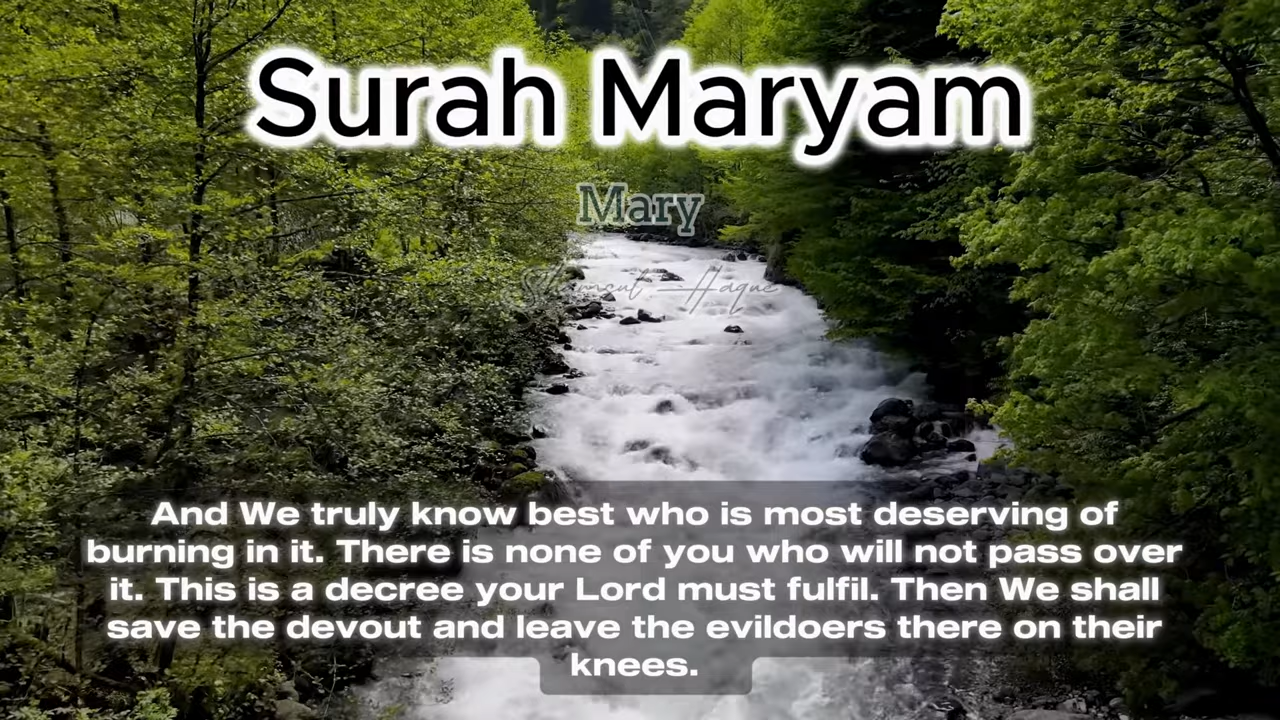 Surah Maryam
Mary
Haque
And We truly know best who is most deserving of
burning in it. There is none of you who will not pass over
it. This is a decree your Lord must fulfil. Then We shall
save the devout and leave the evildoers there on their
knees.